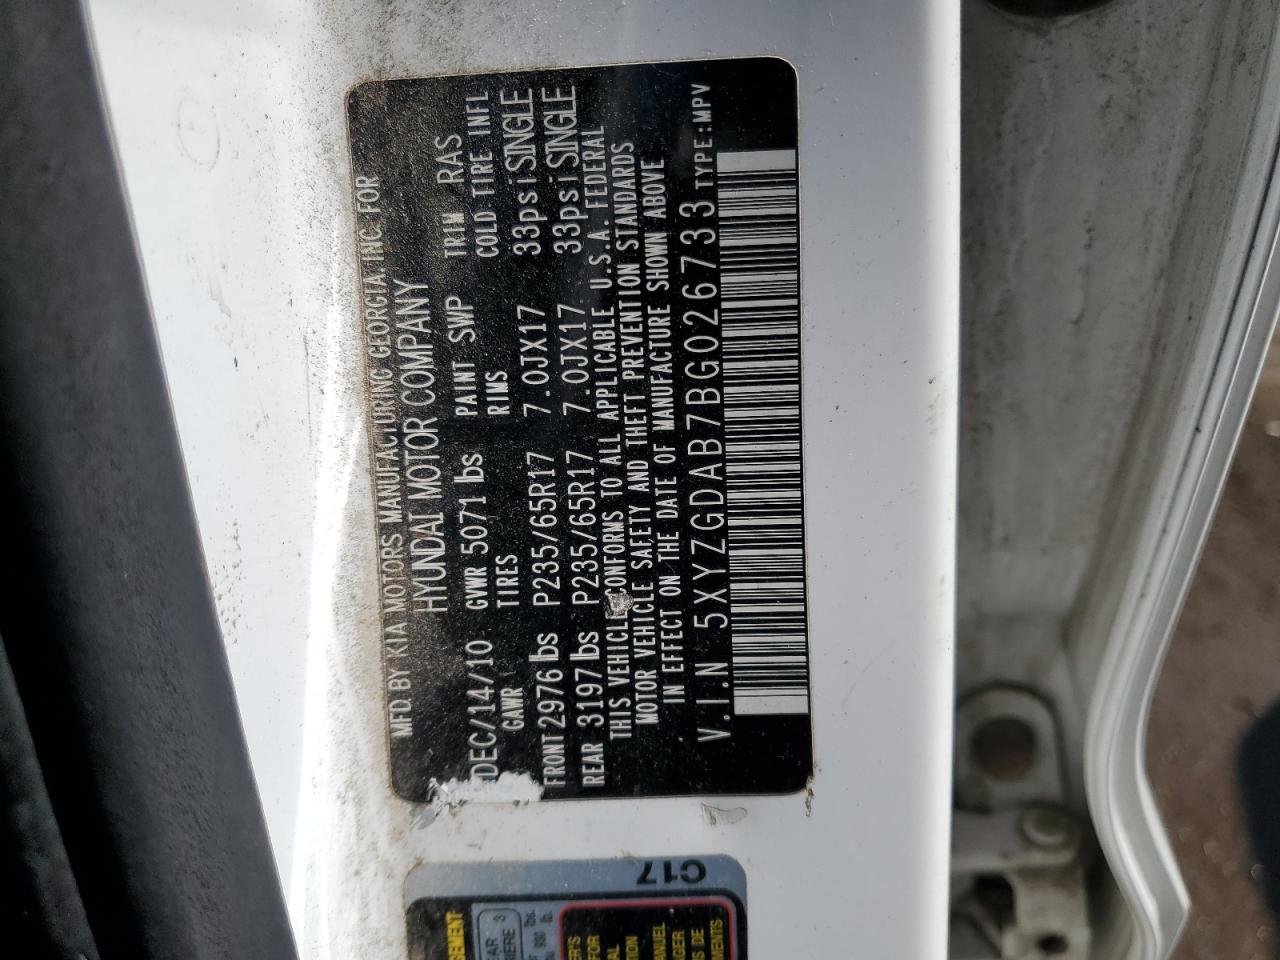 MFD.BY KIA MOTORS MANUFACTURING GEORGIA.INC.FOR
HYUNDAI MOTOR COMPANY
DEC/14/10 GVWR 5071 lbs PAINT SWP TRIM RAS
GAWR TIRES RIMS COLD TIRE INFL
FRONT 2976 lbs P235/65R17 7.0JX17 33psi SINGLE
REAR 3197 lbs P235/65R17 7.0JX17 33psi SINGLE
THIS VEHICLE CONFORMS TO ALL APPLICABLE U.S.A. FEDERAL
MOTOR VEHICLE SAFETY AND THEFT PREVENTION STANDARDS
IN EFFECT ON THE DATE OF MANUFACTURE SHOWN ABOVE
V.I.N 5XYZGDAB7BG026733 TYPE:MPV
C17